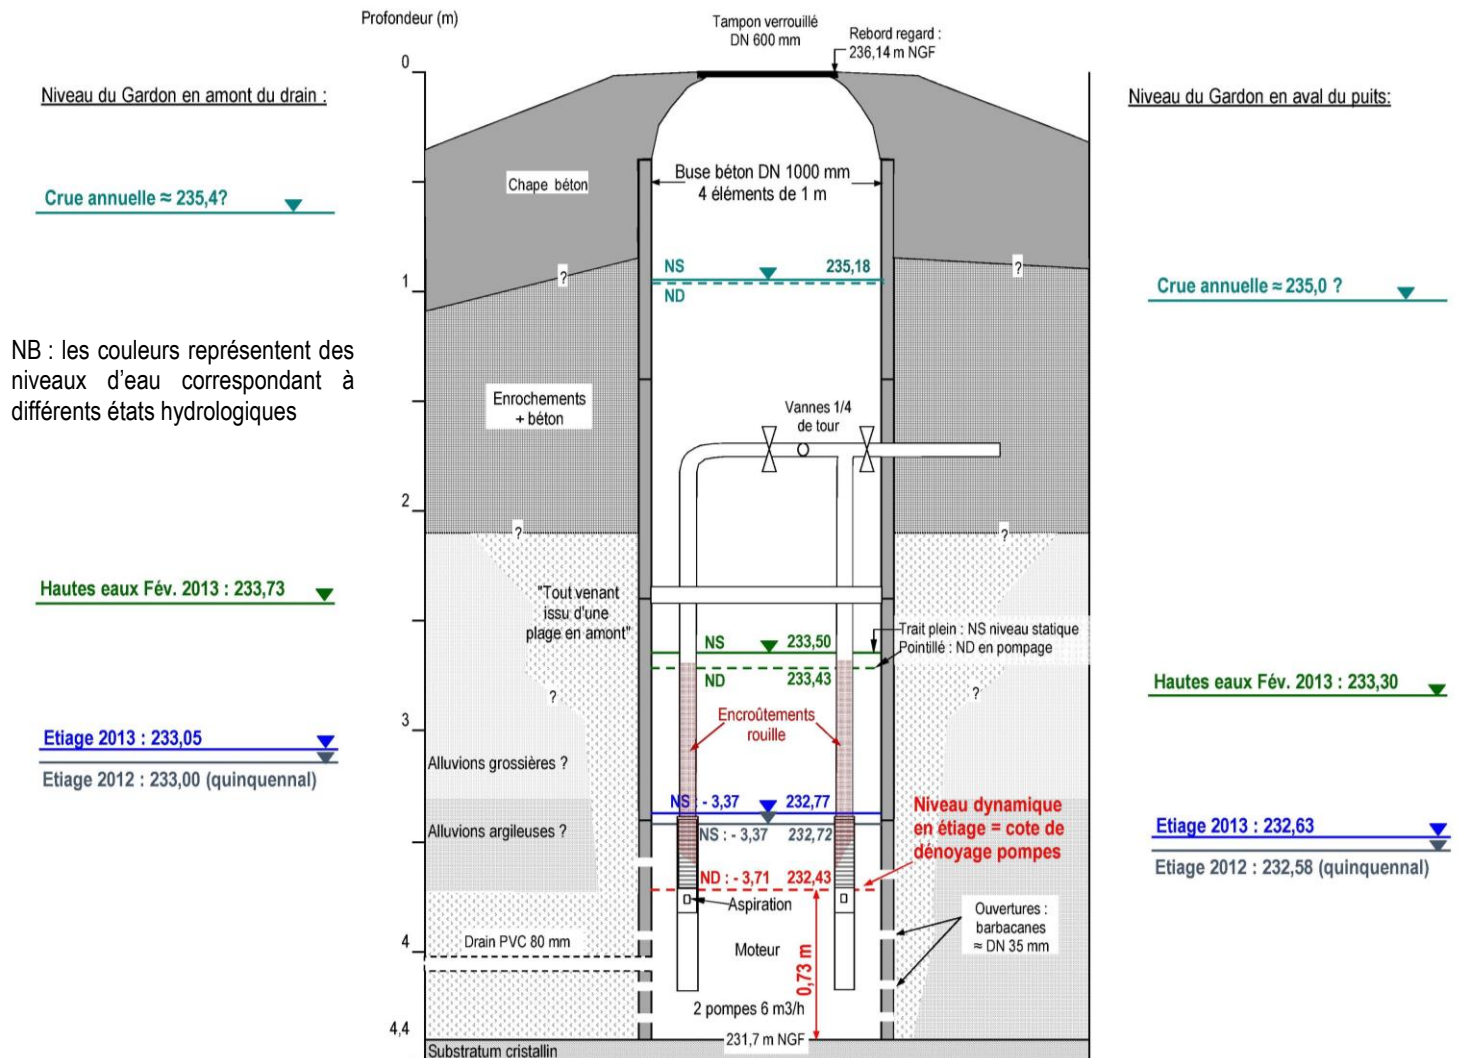 Profondeur (m)
Tampon verrouillé
DN 600 mm
Rebord regard :
236,14 m NGF
0
Niveau du Gardon en amont du drain :
Niveau du Gardon en aval du puits:
Chape béton
Buse béton DN 1000 mm
4 éléments de 1 m
Crue annuelle ≈ 235,4?
?
?
NS 235,18
ND
1
Crue annuelle ≈ 235,0 ?
NB : les couleurs représentent des
niveaux d'eau correspondant à
différents états hydrologiques
Enrochements
+ béton
Vannes 1/4
de tour
2
?
?
Hautes eaux Fév. 2013 : 233,73
"Tout venant
issu d'une
plage en amont"
Trait plein : NS niveau statique
Pointillé : ND en pompage
NS 233,50
ND 233,43
?
?
Hautes eaux Fév. 2013 : 233,30
3
Encroûtements
rouille
Etiage 2013 : 233,05
Etiage 2012 : 233,00 (quinquennal)
Alluvions grossières ?
NS : - 3,37 232,77
NS : - 3,37 232,72
Alluvions argileuses ?
Niveau dynamique
en étiage = cote de
dénoyage pompes
Etiage 2013 : 232,63
Etiage 2012 : 232,58 (quinquennal)
ND : - 3,71 232,43
Aspiration
Ouvertures :
barbacanes
≈ DN 35 mm
4
Drain PVC 80 mm
Moteur
0,73 m
2 pompes 6 m3/h
4,4
231,7 m NGF
Substratum cristallin